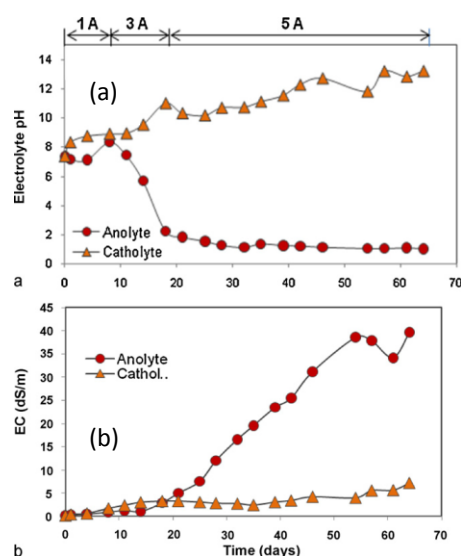 1 A 3 A 5 A
14
(a)
12
10
8
6
4
2
0
Electrolyte pH
Anolyte
Catholyte
0 10 20 30 40 50 60 70
a
45
40
35
30
25
20
15
10
5
0
EC (dS/m)
Anolyte
Cathol..
(b)
0 10 20 30 40 50 60 70
Time (days)
b